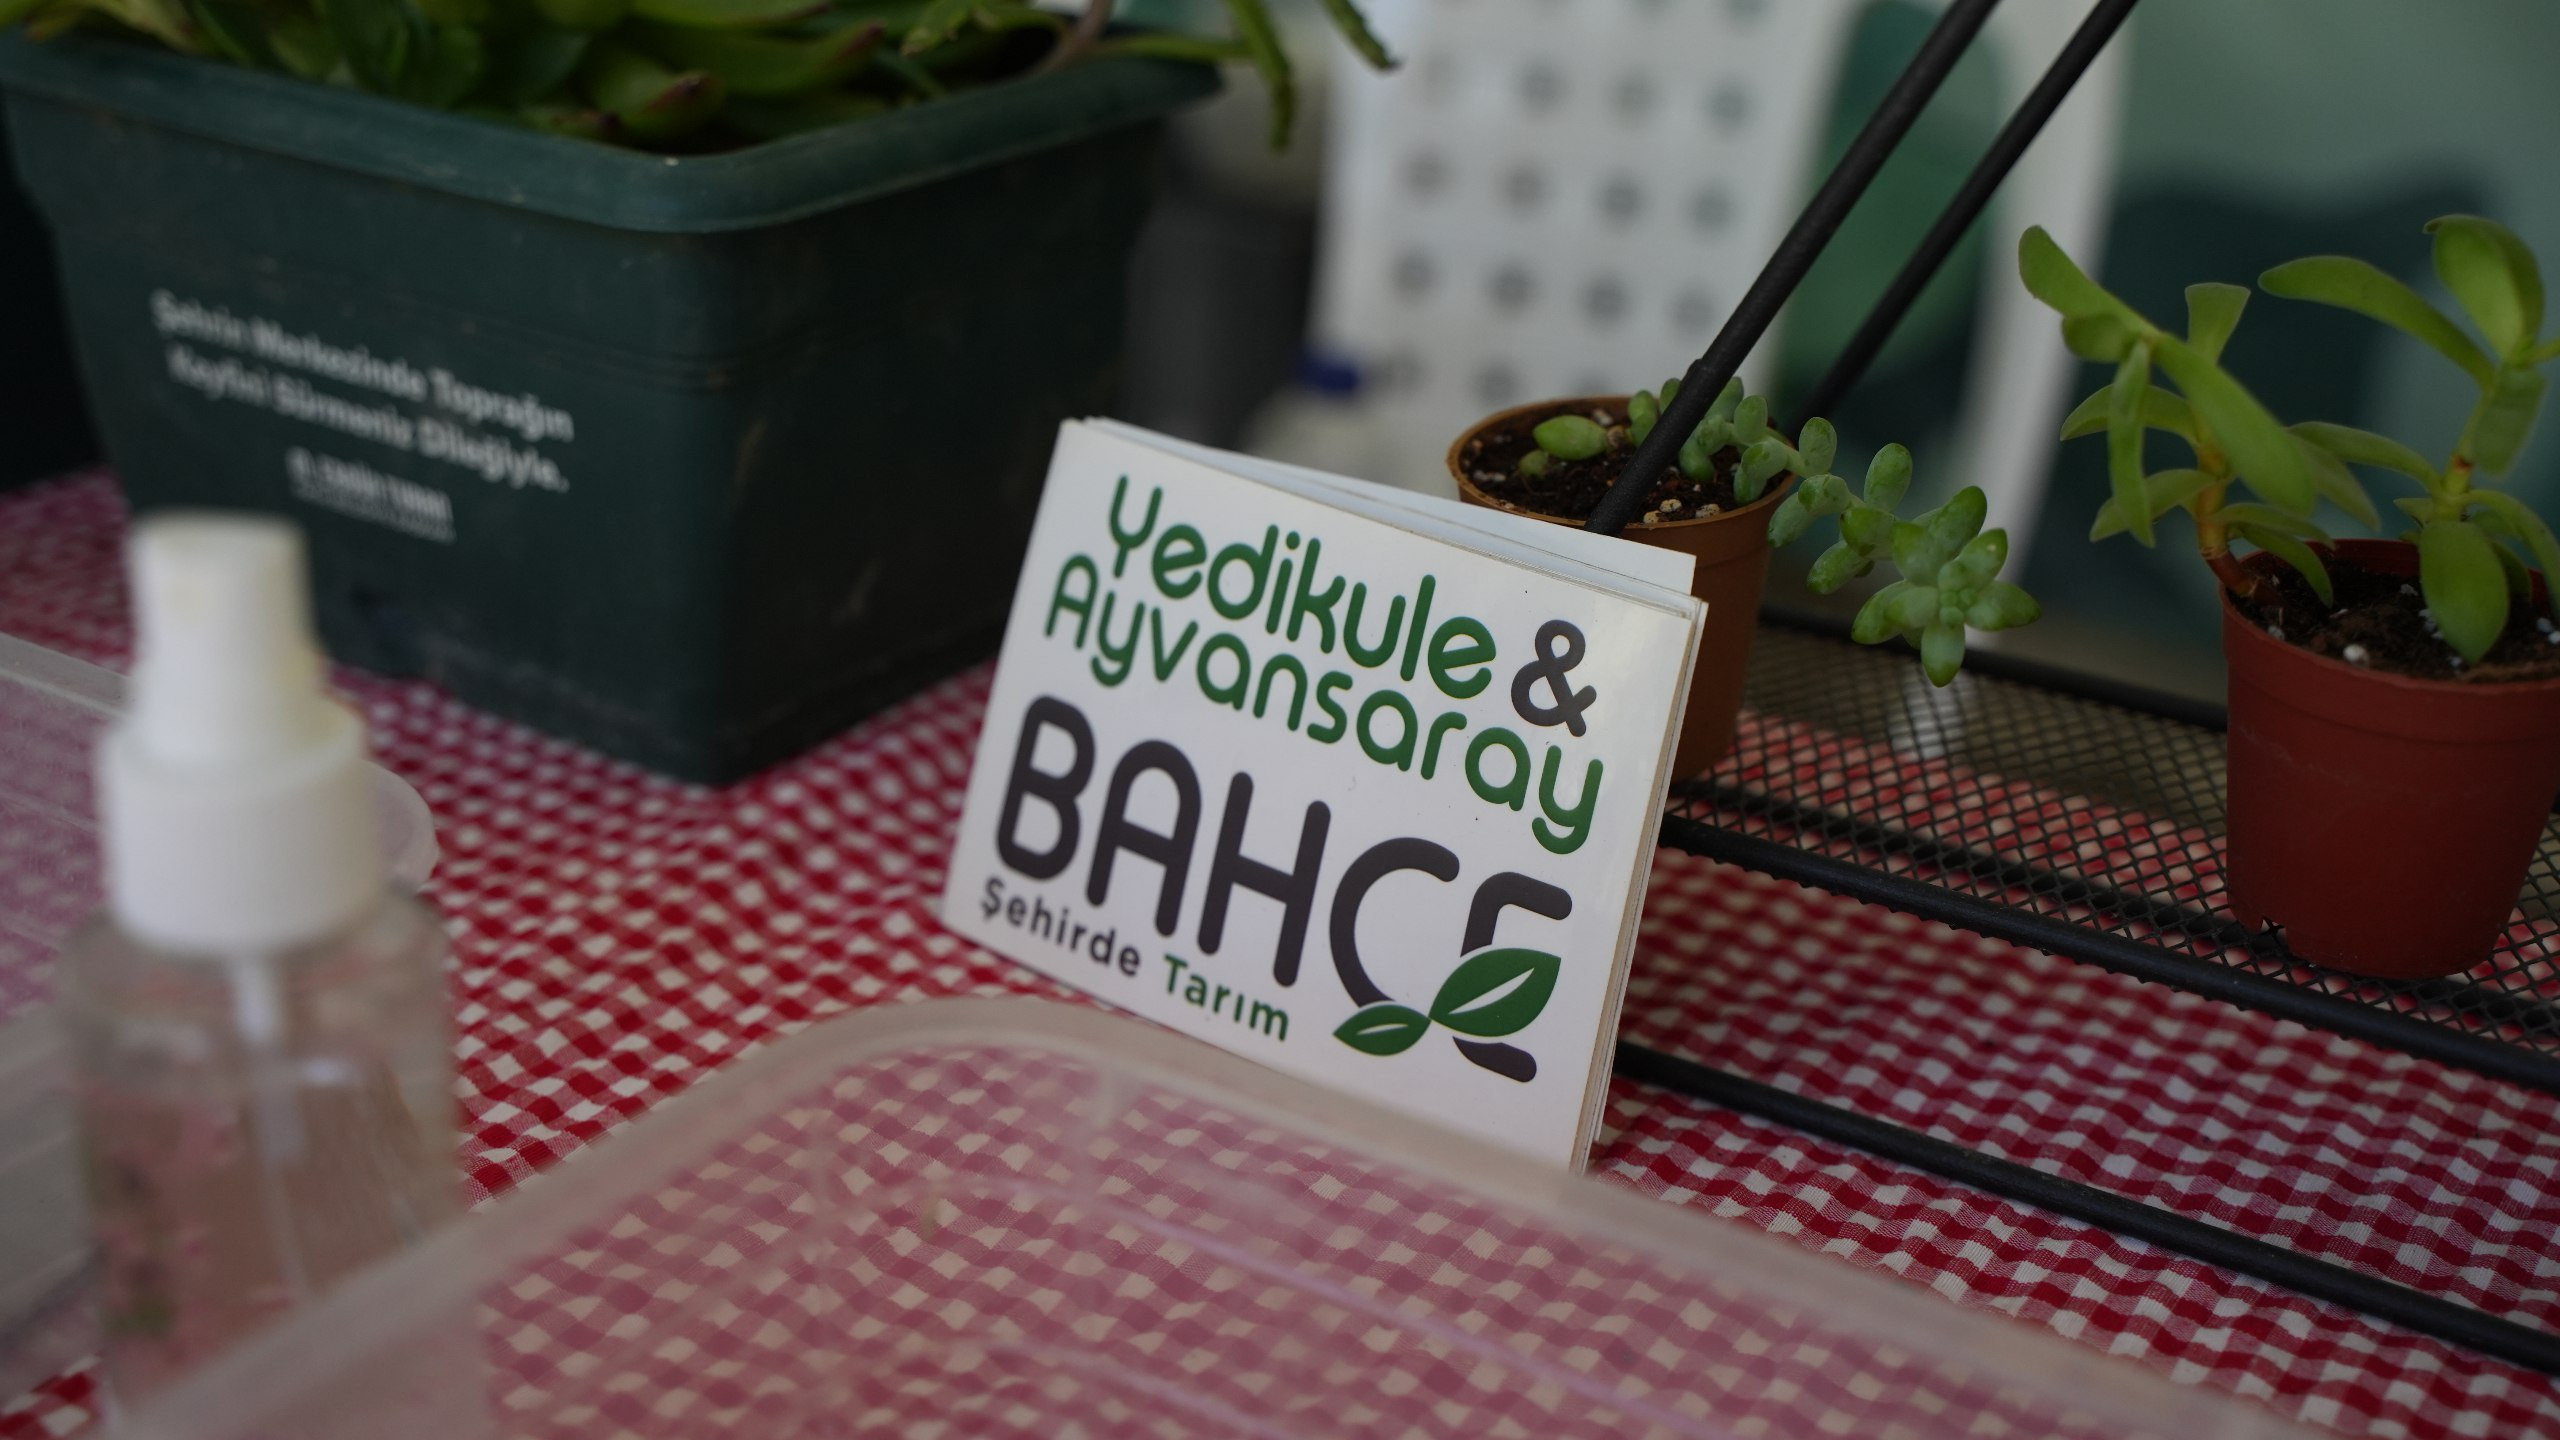 Şehrin Merkezinde Toprağın
Keyfini Sürmeniz Dileğiyle.
Yedikule &
Ayvansaray
BAHÇE
Şehirde Tarım